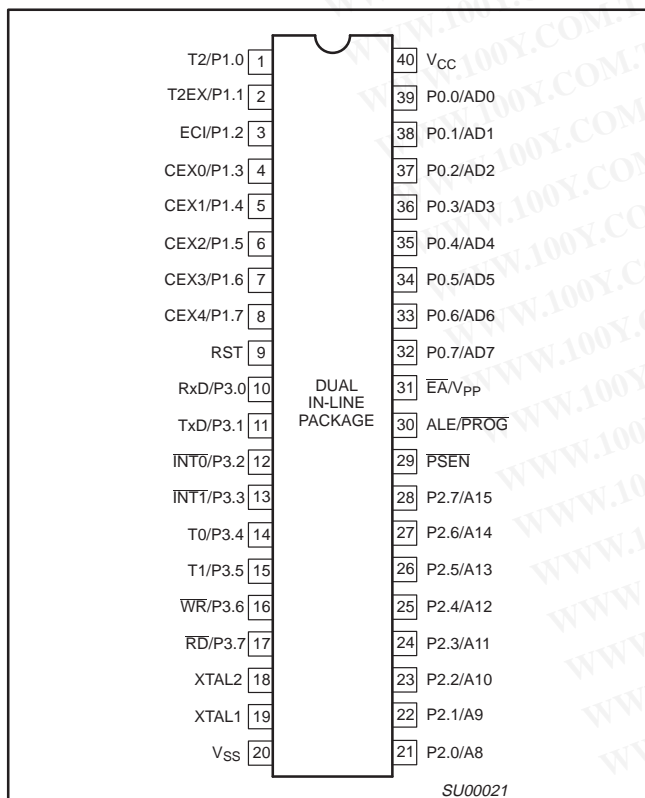 T2/P1.0 1
T2EX/P1.1 2
ECI/P1.2 3
CEX0/P1.3 4
CEX1/P1.4 5
CEX2/P1.5 6
CEX3/P1.6 7
CEX4/P1.7 8
RST 9
RxD/P3.0 10
TxD/P3.1 11
INT0/P3.2 12
INT1/P3.3 13
T0/P3.4 14
T1/P3.5 15
WR/P3.6 16
RD/P3.7 17
XTAL2 18
XTAL1 19
VSS 20
DUAL
IN-LINE
PACKAGE
40 VCC
39 P0.0/AD0
38 P0.1/AD1
37 P0.2/AD2
36 P0.3/AD3
35 P0.4/AD4
34 P0.5/AD5
33 P0.6/AD6
32 P0.7/AD7
31 EA/VPP
30 ALE/PROG
29 PSEN
28 P2.7/A15
27 P2.6/A14
26 P2.5/A13
25 P2.4/A12
24 P2.3/A11
23 P2.2/A10
22 P2.1/A9
21 P2.0/A8
SU00021